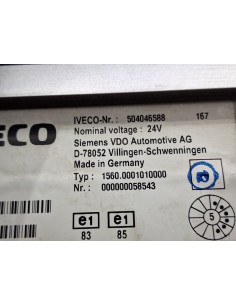 IVECO-Nr.: 504046588 167
ECO
Nominal voltage : 24V
Siemens VDO Automotive AG
D-78052 Villingen-Schwenningen
Made in Germany
Typ : 1560.0001010000
Nr. : 000000058543
e1 e1
83 85
5